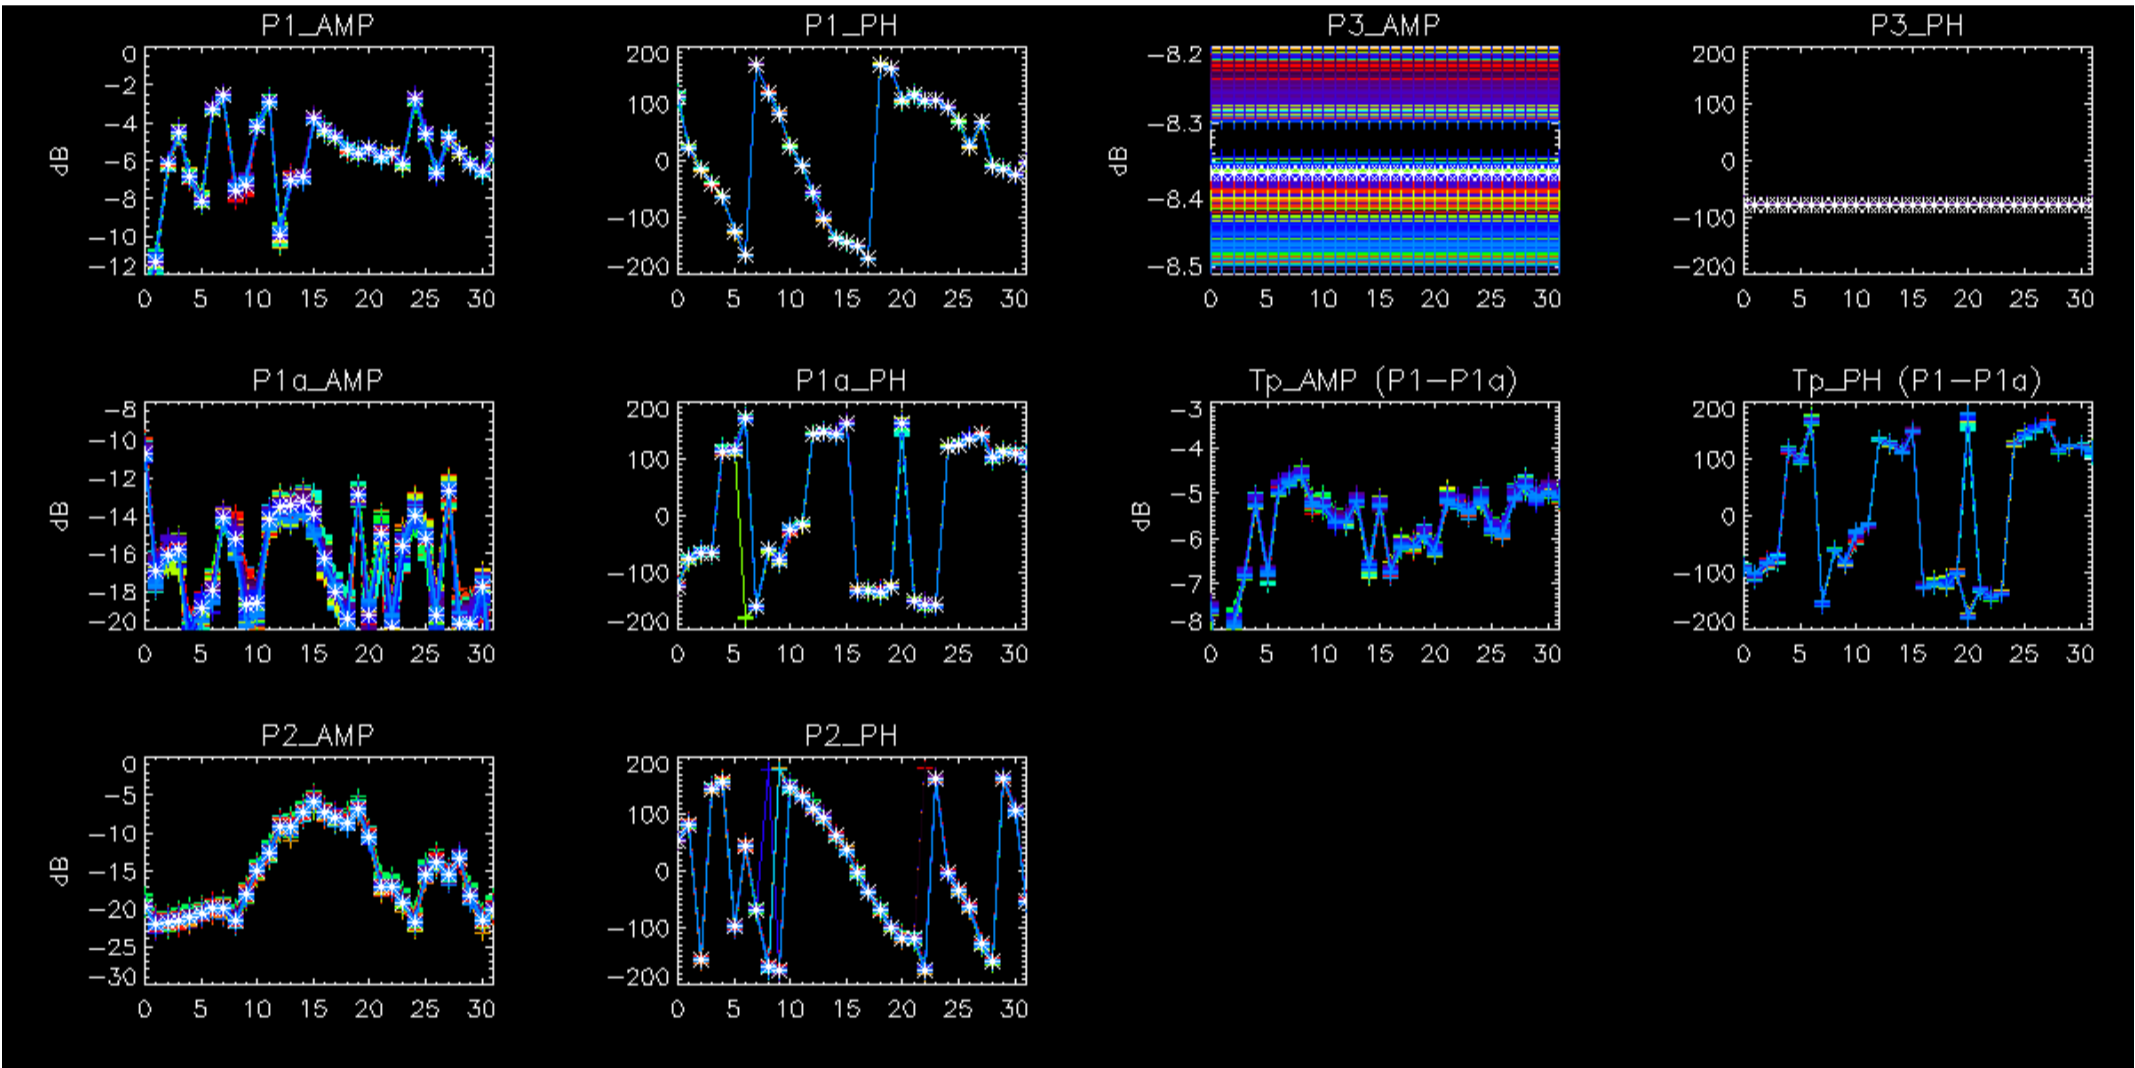 P1_AMP
P1_PH
P3_AMP
P3_PH
0
−2
−4
−6
−8
−10
−12
dB
0 5 10 15 20 25 30
200
100
0
−100
−200
0 5 10 15 20 25 30
−8.2
−8.3
−8.4
−8.5
dB
0 5 10 15 20 25 30
200
100
0
−100
−200
0 5 10 15 20 25 30
P1a_AMP
P1a_PH
Tp_AMP (P1−P1a)
Tp_PH (P1−P1a)
−8
−10
−12
−14
−16
−18
−20
dB
0 5 10 15 20 25 30
200
100
0
−100
−200
0 5 10 15 20 25 30
−3
−4
−5
−6
−7
−8
dB
0 5 10 15 20 25 30
200
100
0
−100
−200
0 5 10 15 20 25 30
P2_AMP
P2_PH
0
−5
−10
−15
−20
−25
−30
dB
0 5 10 15 20 25 30
200
100
0
−100
−200
0 5 10 15 20 25 30